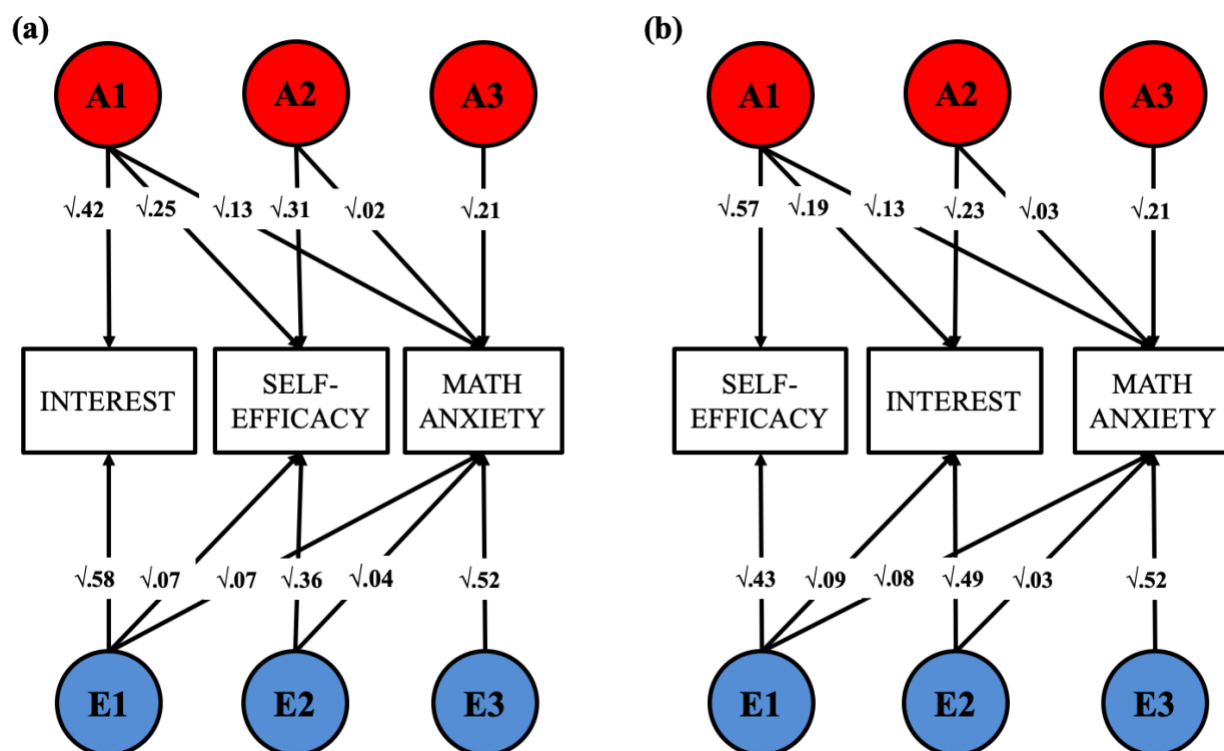 (a)
A1 A2 A3
√.42 √.25 √.13 √.31 √.02 √.21
INTEREST
SELF-
EFFICACY
MATH
ANXIETY
√.58 √.07 √.07 √.36 √.04 √.52
E1 E2 E3
(b)
A1 A2 A3
√.57 √.19 √.13 √.23 √.03 √.21
SELF-
EFFICACY
INTEREST
MATH
ANXIETY
√.43 √.09 √.08 √.49 √.03 √.52
E1 E2 E3